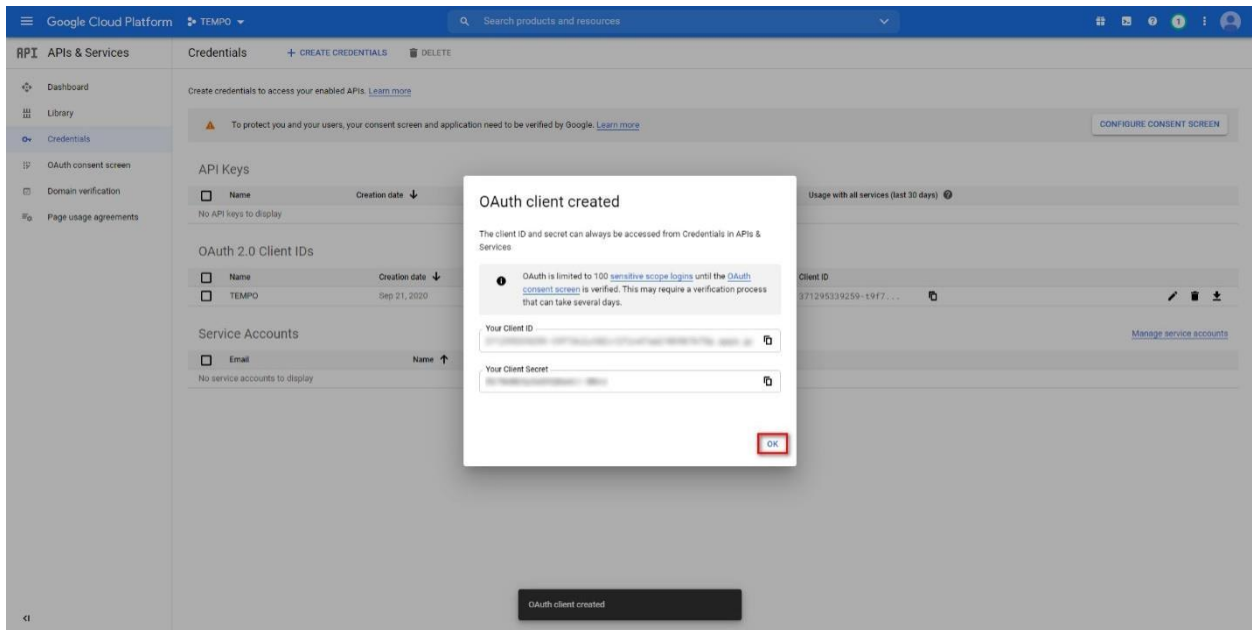 Google Cloud Platform TEMPO Search products and resources 1
API APIs & Services Credentials + CREATE CREDENTIALS DELETE
Dashboard
Library
Credentials
OAuth consent screen
Domain verification
Page usage agreements
Create credentials to access your enabled APIs. Learn more
To protect you and your users, your consent screen and application need to be verified by Google. Learn more CONFIGURE CONSENT SCREEN
API Keys
Name Creation date Usage with all services (last 30 days)
No API keys to display
OAuth 2.0 Client IDs
Name Creation date Client ID
TEMPO Sep 21, 2020 371295339259-t9f7...
Service Accounts Manage service accounts
Email Name
No service accounts to display
OAuth client created
The client ID and secret can always be accessed from Credentials in APIs &
Services
OAuth is limited to 100 sensitive scope logins until the OAuth
consent screen is verified. This may require a verification process
that can take several days.
Your Client ID
Your Client Secret
OK
OAuth client created